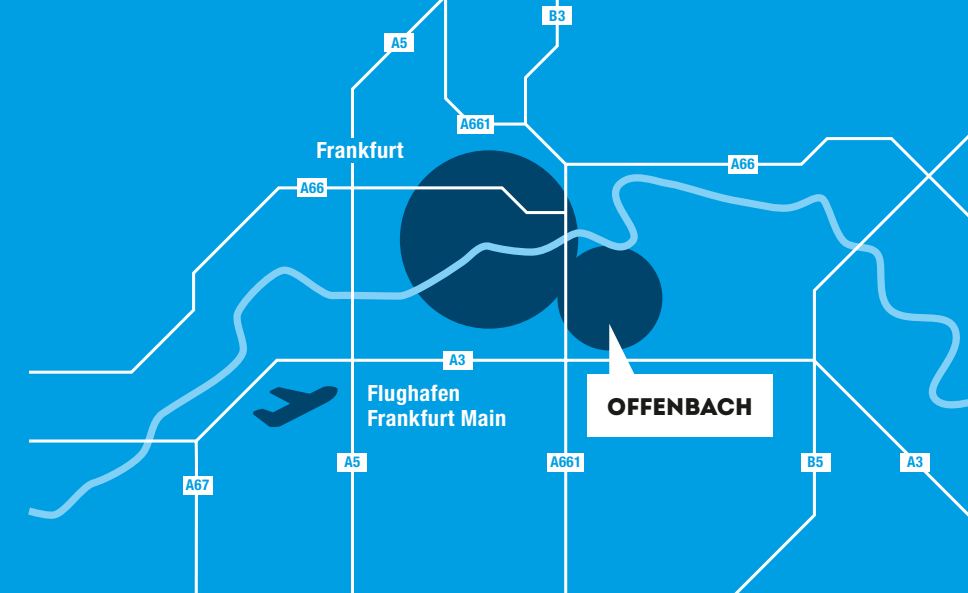 B3
A5
A661
Frankfurt
A66
A66
A3
Flughafen
Frankfurt Main
OFFENBACH
A5
A661
B5
A3
A67